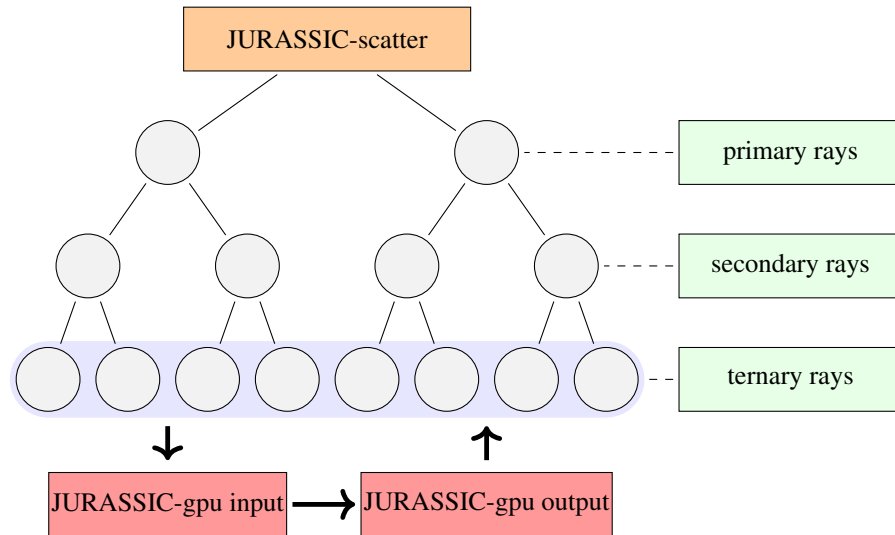 JURASSIC-scatter
primary rays
secondary rays
ternary rays
JURASSIC-gpu input
JURASSIC-gpu output